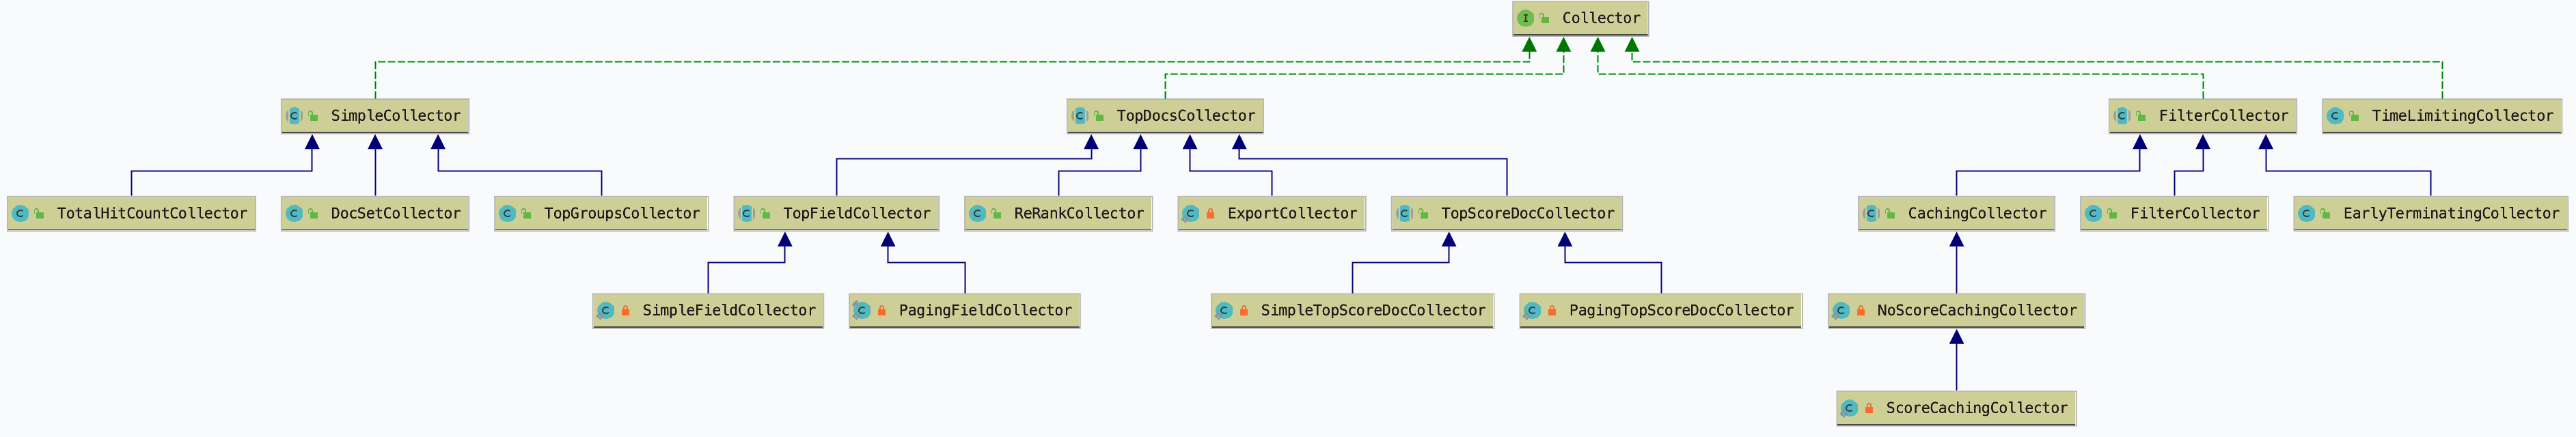 Collector
SimpleCollector
TopDocsCollector
FilterCollector
TimeLimitingCollector
TotalHitCountCollector
DocSetCollector
TopGroupsCollector
TopFieldCollector
ReRankCollector
ExportCollector
TopScoreDocCollector
CachingCollector
FilterCollector
EarlyTerminatingCollector
SimpleFieldCollector
PagingFieldCollector
SimpleTopScoreDocCollector
PagingTopScoreDocCollector
NoScoreCachingCollector
ScoreCachingCollector